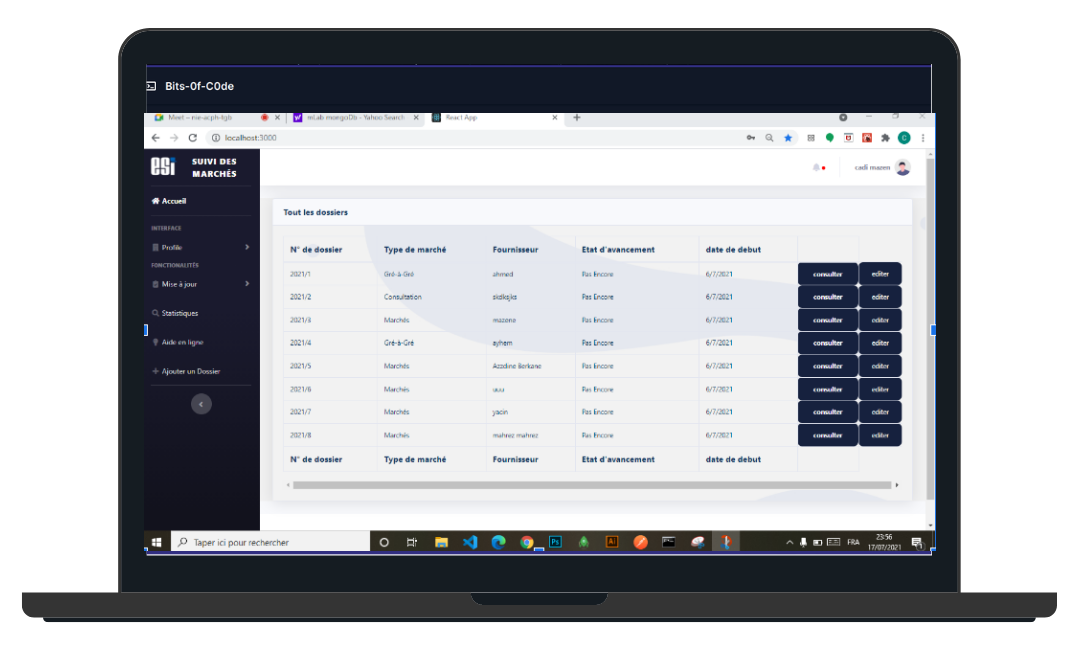 Bits-0f-C0de
Meet – rse-acph-tgb
mLab mongoDb - Yahoo Search
React App
localhost:3000
esi
SUIVI DES
MARCHÉS
cadi mazen
Accueil
Tout les dossiers
INTERFACE
Profile
FONCTIONALITÉS
Mise à jour
Statistiques
Aide en ligne
Ajouter un Dossier
N° de dossier Type de marché Fournisseur Etat d'avancement date de debut
2021/1 Gré-à-Gré ahmed Pas Encore 6/7/2021 consulter editer
2021/2 Consultation Pas Encore 6/7/2021 consulter editer
2021/3 Marchés mazene Pas Encore 6/7/2021 consulter editer
2021/4 Gré-à-Gré ayhem Pas Encore 6/7/2021 consulter editer
2021/5 Marchés Azedine Berkane Pas Encore 6/7/2021 consulter editer
2021/6 Marchés Pas Encore 6/7/2021 consulter editer
2021/7 Marchés yacin Pas Encore 6/7/2021 consulter editer
2021/8 Marchés mahrez mahrez Pas Encore 6/7/2021 consulter editer
N° de dossier Type de marché Fournisseur Etat d'avancement date de debut
Taper ici pour rechercher
Ps
Ai
FRA
23:56
17/07/2021